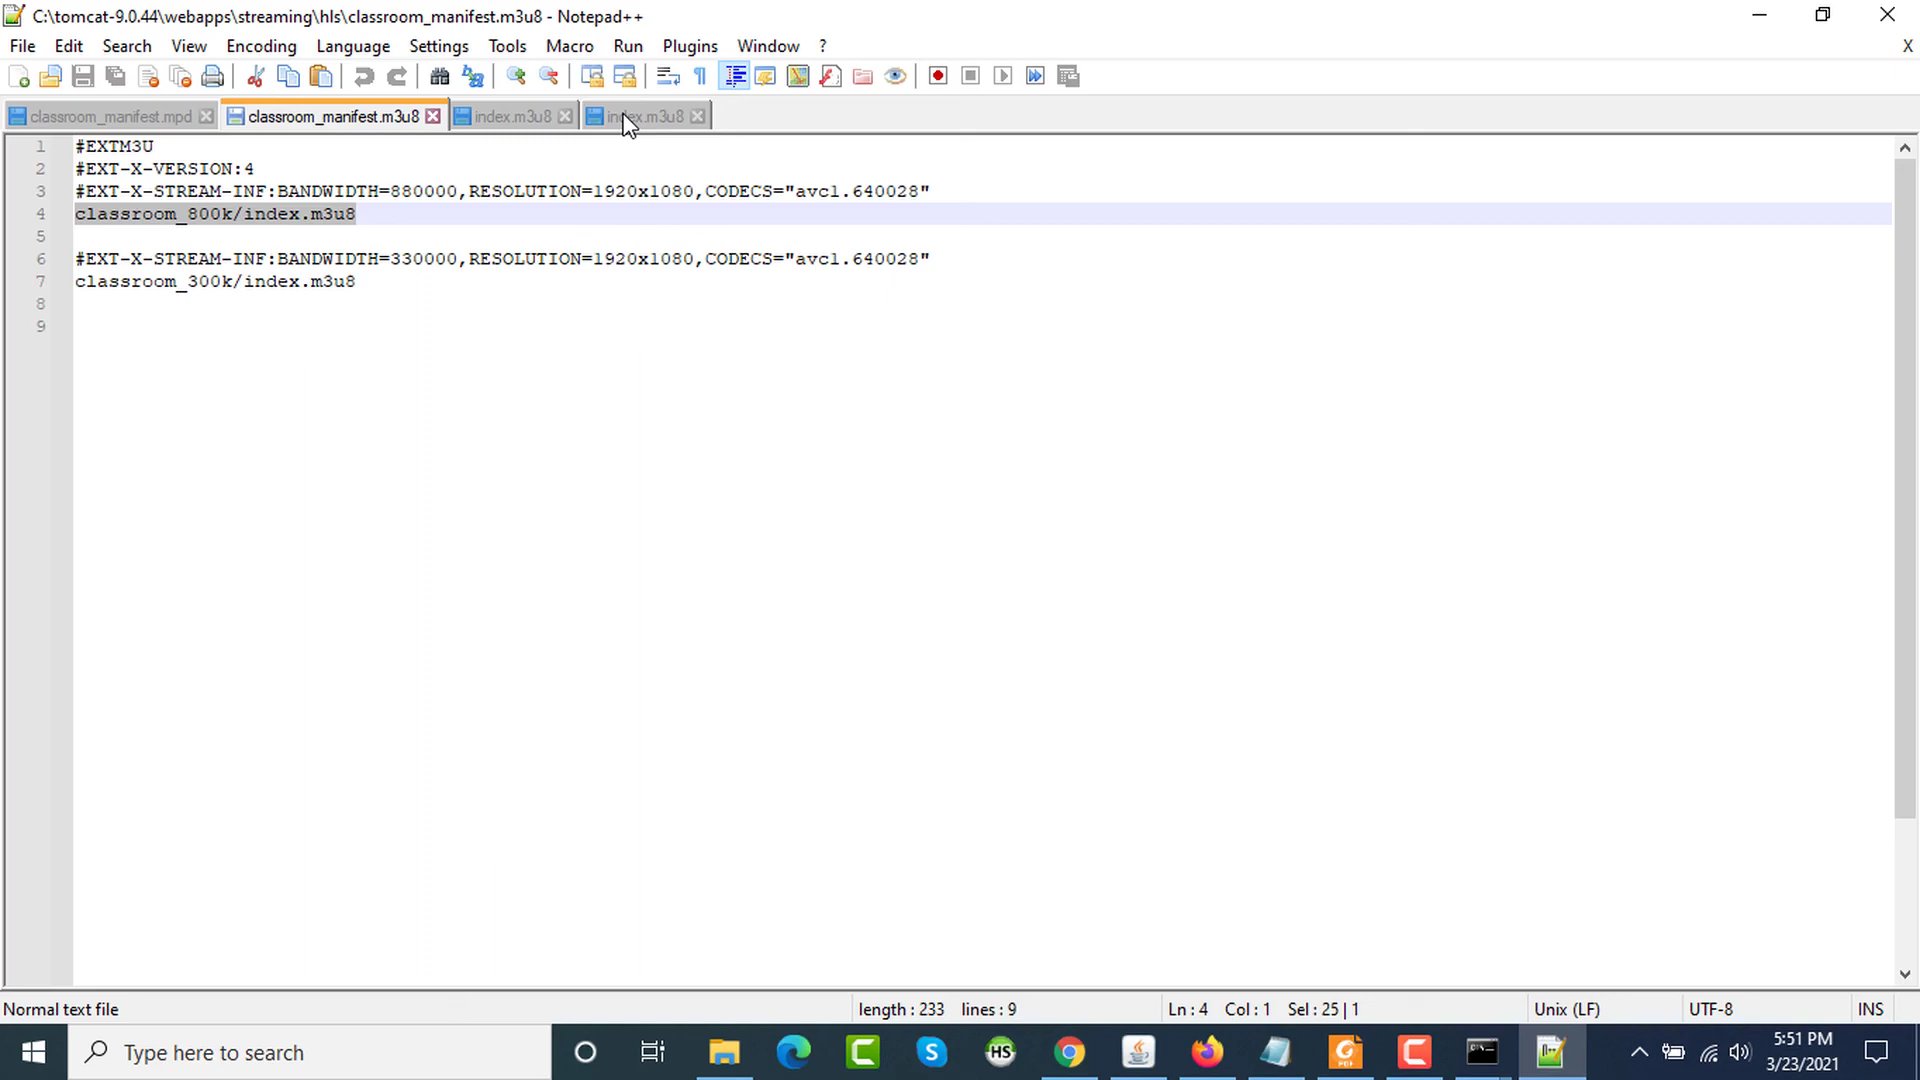 C:\tomcat-9.0.44\webapps\streaming\hls\classroom_manifest.m3u8 - Notepad++
File Edit Search View Encoding Language Settings Tools Macro Run Plugins Window ? X
classroom_manifest.mpd classroom_manifest.m3u8 index.m3u8 index.m3u8
1 #EXTM3U
2 #EXT-X-VERSION:4
3 #EXT-X-STREAM-INF:BANDWIDTH=880000,RESOLUTION=1920x1080,CODECS="avc1.640028"
4 classroom_800k/index.m3u8
5
6 #EXT-X-STREAM-INF:BANDWIDTH=330000,RESOLUTION=1920x1080,CODECS="avc1.640028"
7 classroom_300k/index.m3u8
8
9
Normal text file length : 233 lines : 9 Ln : 4 Col : 1 Sel : 25 | 1 Unix (LF) UTF-8 INS
Type here to search
HS
5:51 PM
3/23/2021